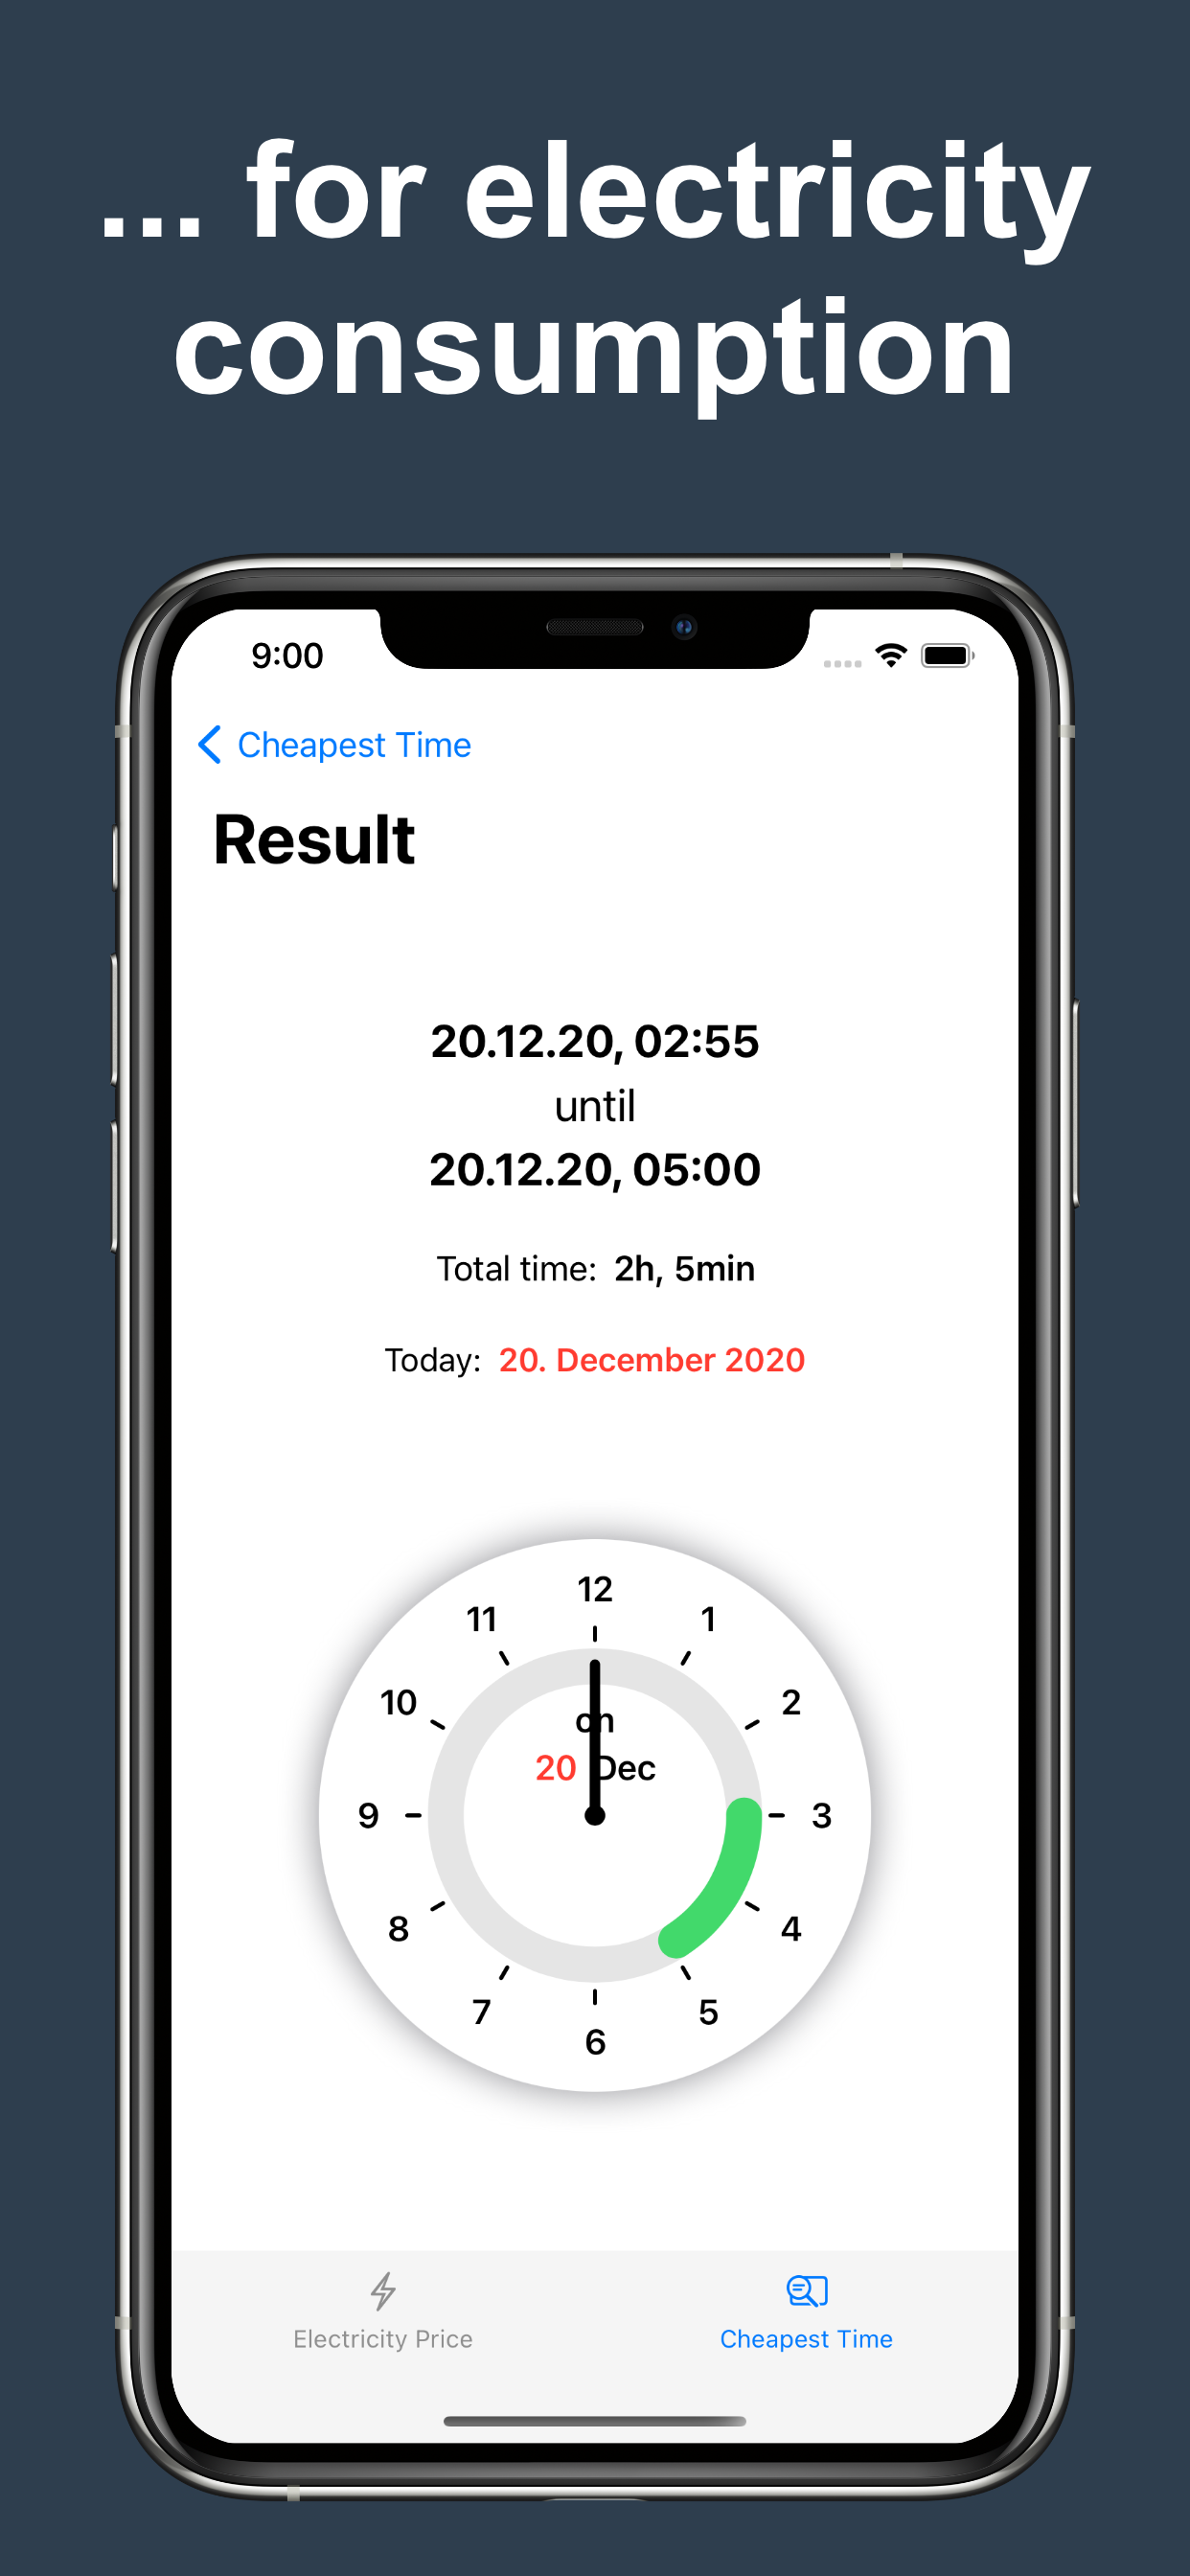 ... for electricity
consumption
9:00
Cheapest Time
Result
20.12.20, 02:55
until
20.12.20, 05:00
Total time: 2h, 5min
Today: 20. December 2020
12
11
1
10
2
on
20 Dec
9
3
8
4
7
5
6
Electricity Price
Cheapest Time